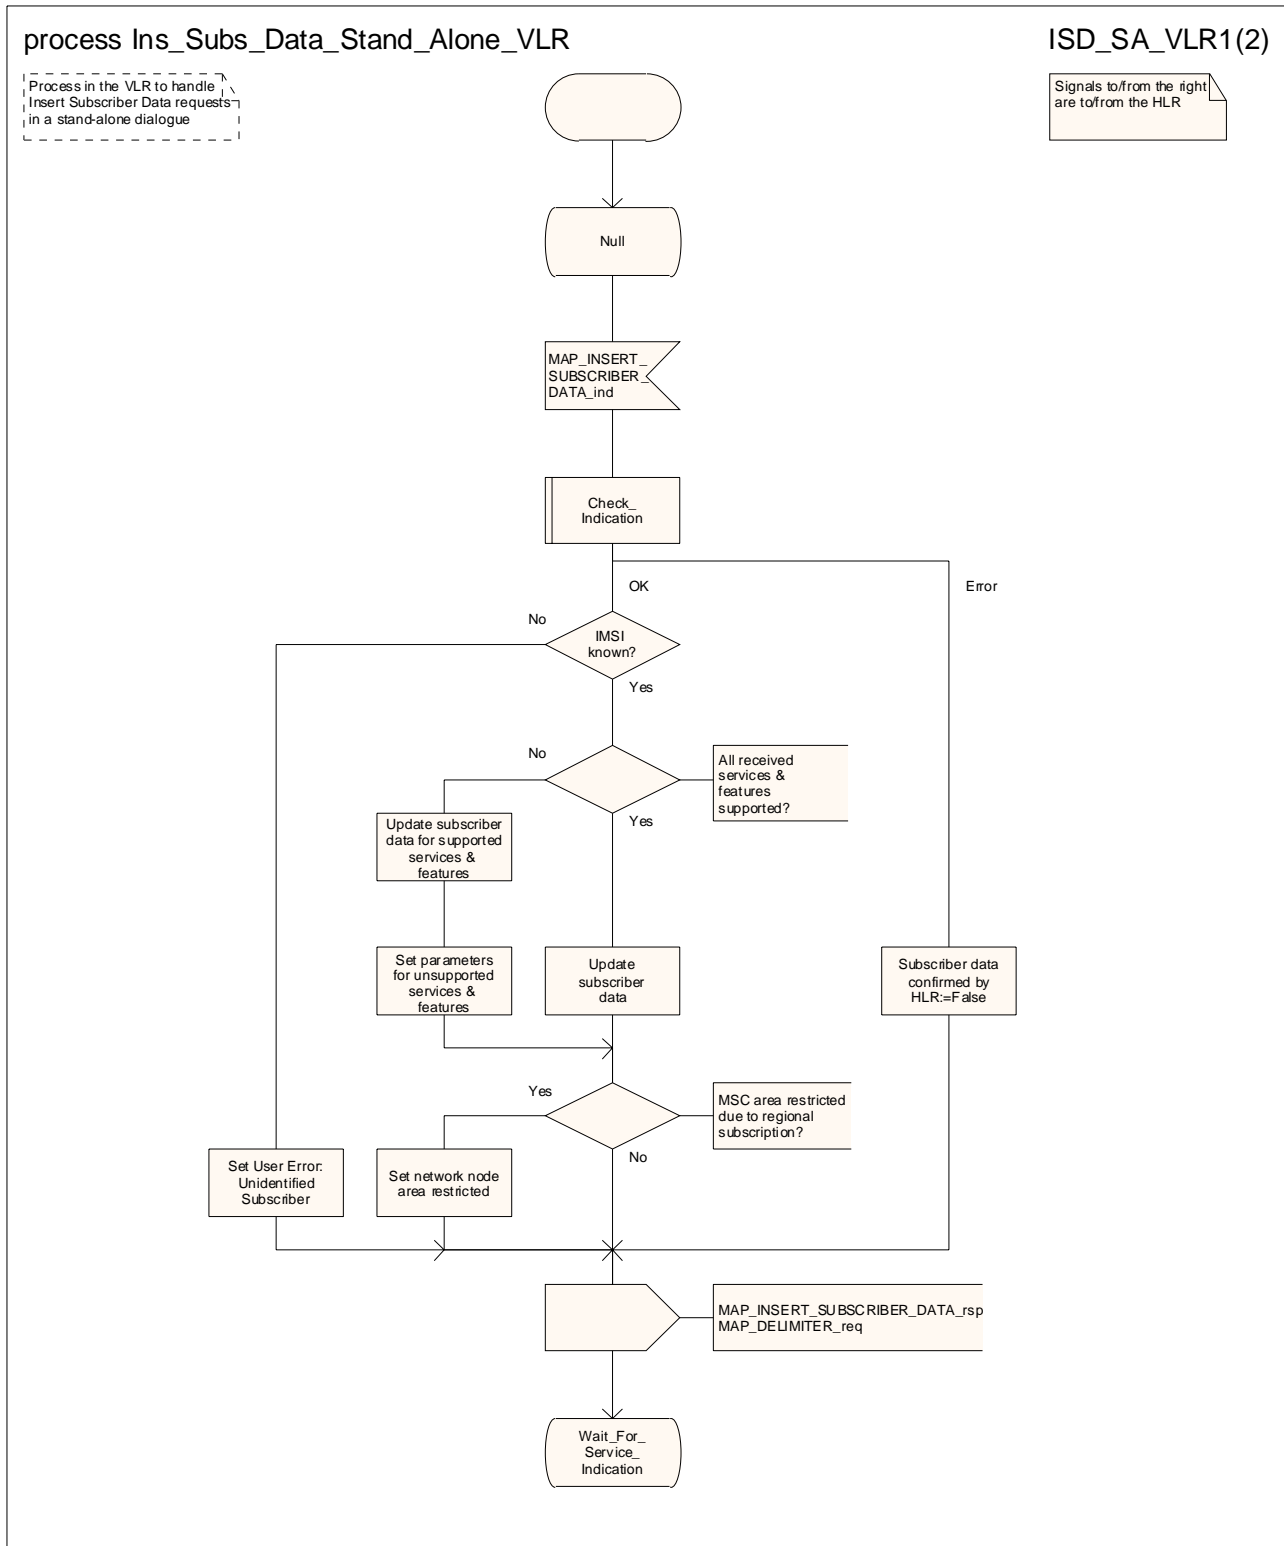 process Ins_Subs_Data_Stand_Alone_VLR
ISD_SA_VLR1(2)
Process in the VLR to handle
Insert Subscriber Data requests
in a stand-alone dialogue
Signals to/from the right
are to/from the HLR
Null
MAP_INSERT_
SUBSCRIBER_
DATA_ind
Check_
Indication
OK
Error
No
IMSI
known?
Yes
No
All received
services &
features
supported?
Yes
Update subscriber
data for supported
services &
features
Set parameters
for unsupported
services &
features
Update
subscriber
data
Subscriber data
confirmed by
HLR:=False
Yes
MSC area restricted
due to regional
subscription?
No
Set User Error:
Unidentified
Subscriber
Set network node
area restricted
MAP_INSERT_SUBSCRIBER_DATA_rsp
MAP_DELIMITER_req
Wait_For_
Service_
Indication